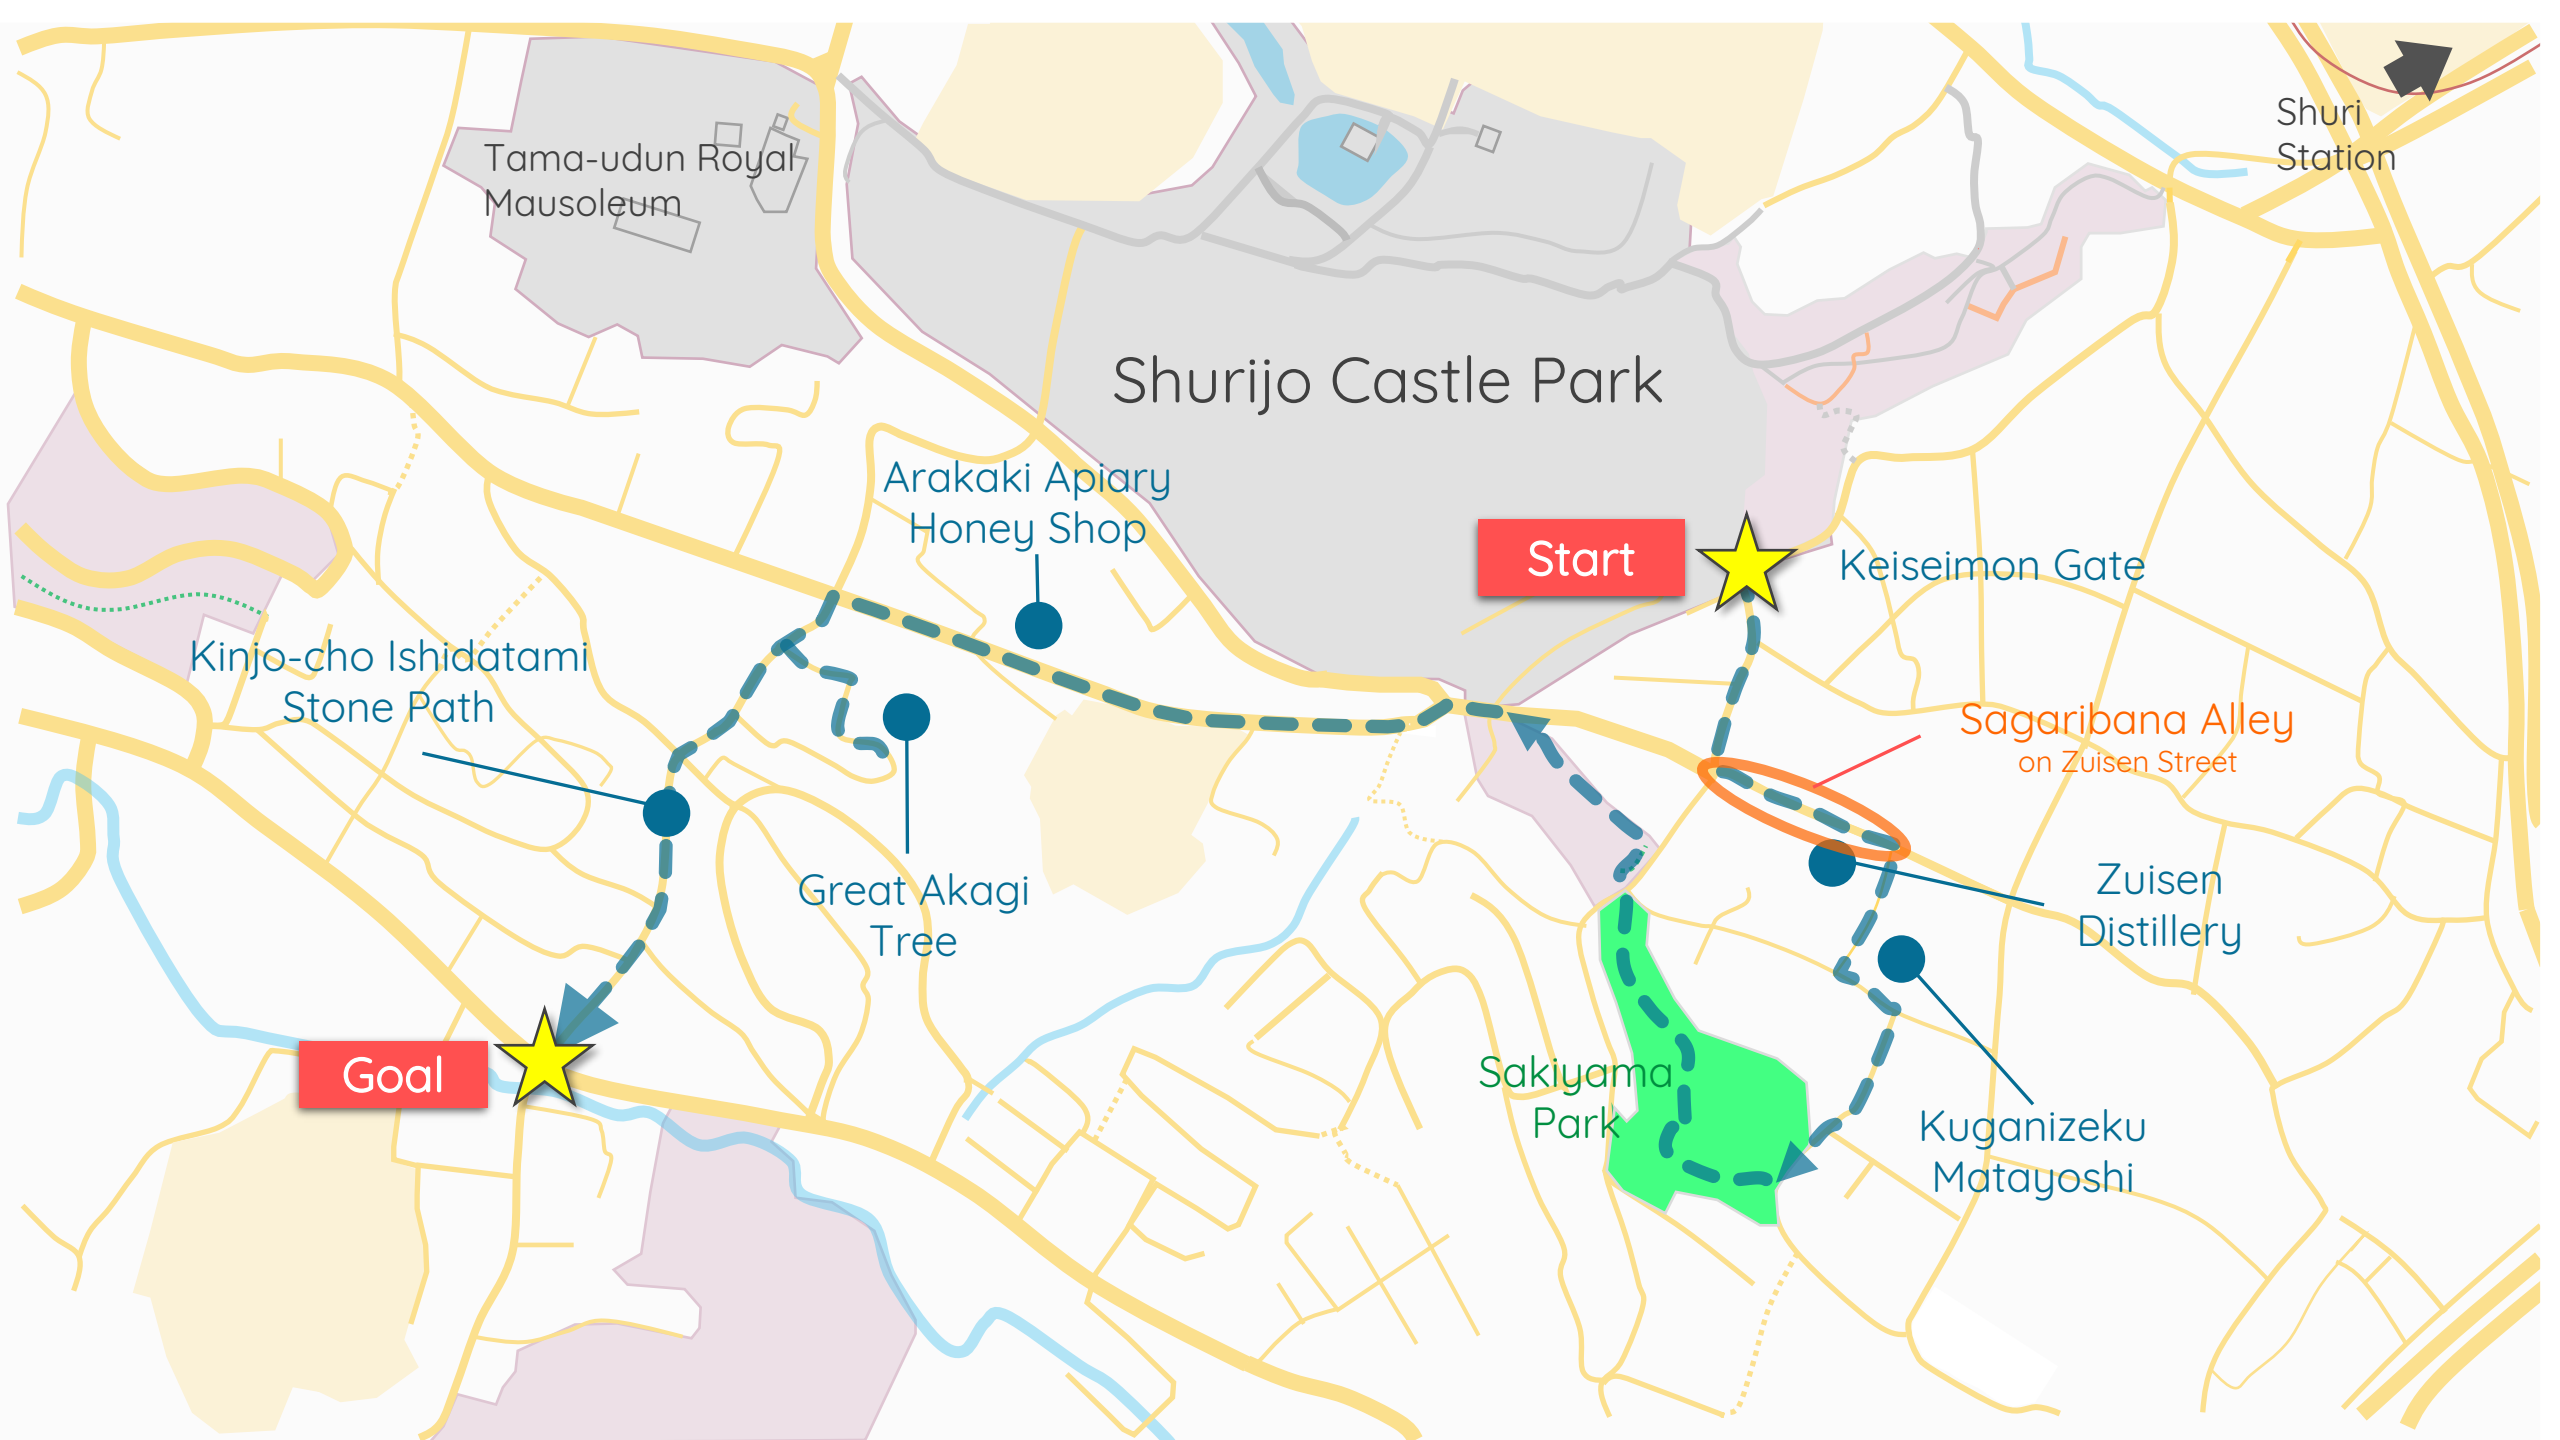 Shuri
Station
Tama-udun Royal
Mausoleum
Shurijo Castle Park
Arakaki Apiary
Honey Shop
Start
Keiseimon Gate
Kinjo-cho Ishidatami
Stone Path
Sagaribana Alley
on Zuisen Street
Great Akagi
Tree
Zuisen
Distillery
Goal
Sakiyama
Park
Kuganizeku
Matayoshi